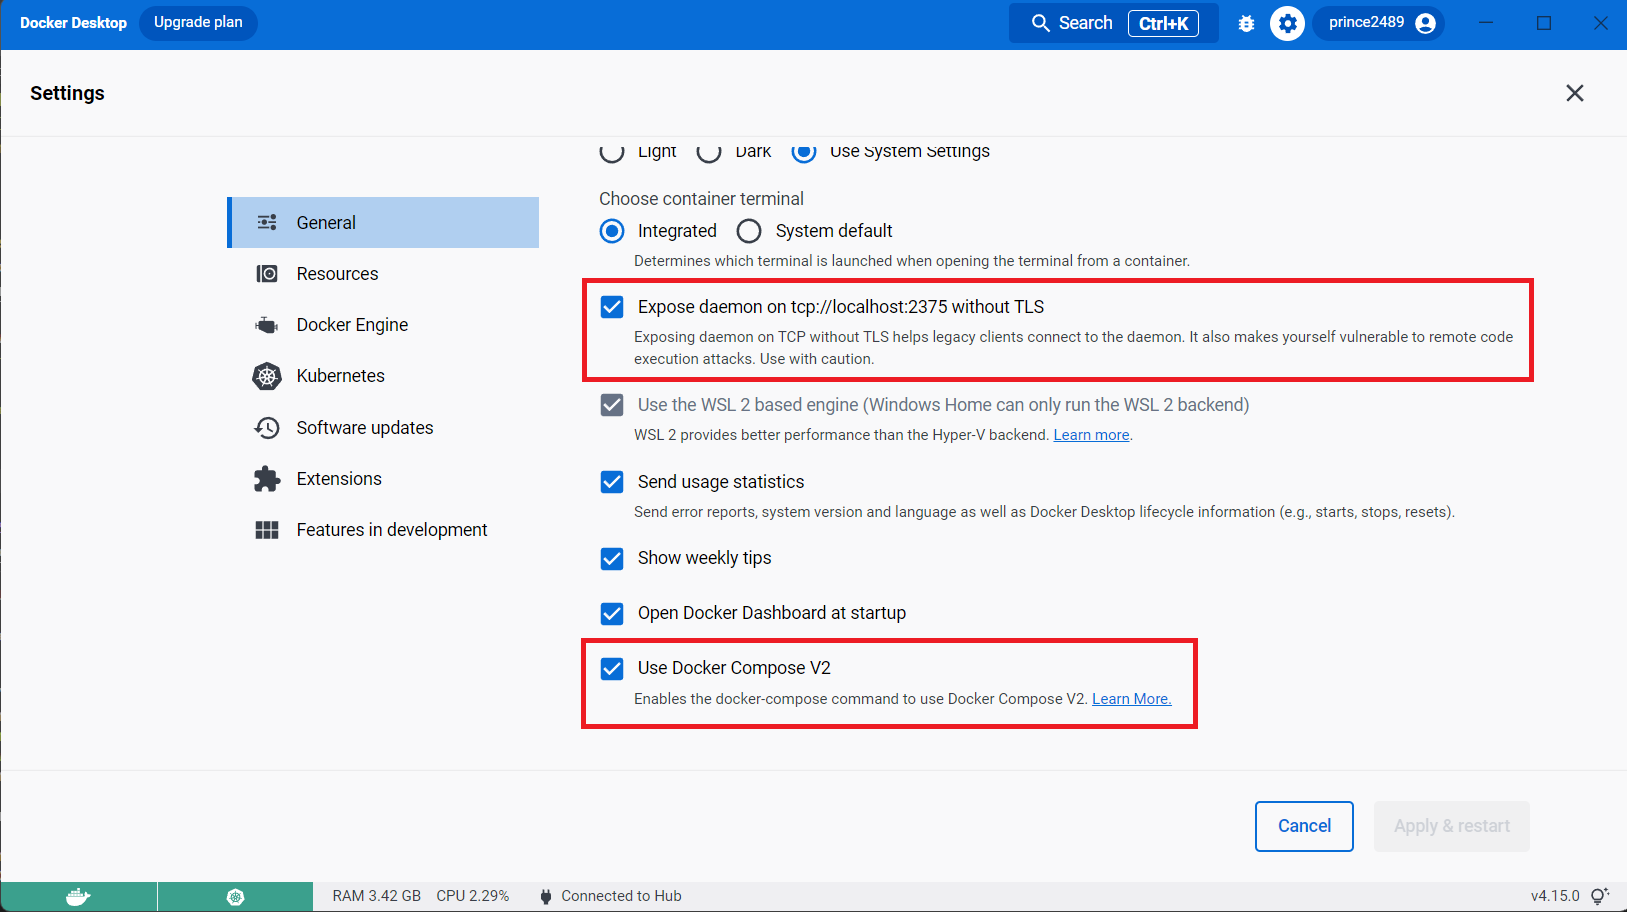 Docker Desktop Upgrade plan Search Ctrl+K prince2489
Settings
Light Dark Use System Settings
Choose container terminal
Integrated System default
Determines which terminal is launched when opening the terminal from a container.
General
Resources
Docker Engine
Kubernetes
Software updates
Extensions
Features in development
Expose daemon on tcp://localhost:2375 without TLS
Exposing daemon on TCP without TLS helps legacy clients connect to the daemon. It also makes yourself vulnerable to remote code
execution attacks. Use with caution.
Use the WSL 2 based engine (Windows Home can only run the WSL 2 backend)
WSL 2 provides better performance than the Hyper-V backend. Learn more.
Send usage statistics
Send error reports, system version and language as well as Docker Desktop lifecycle information (e.g., starts, stops, resets).
Show weekly tips
Open Docker Dashboard at startup
Use Docker Compose V2
Enables the docker-compose command to use Docker Compose V2. Learn More.
Cancel Apply & restart
RAM 3.42 GB CPU 2.29% Connected to Hub v4.15.0